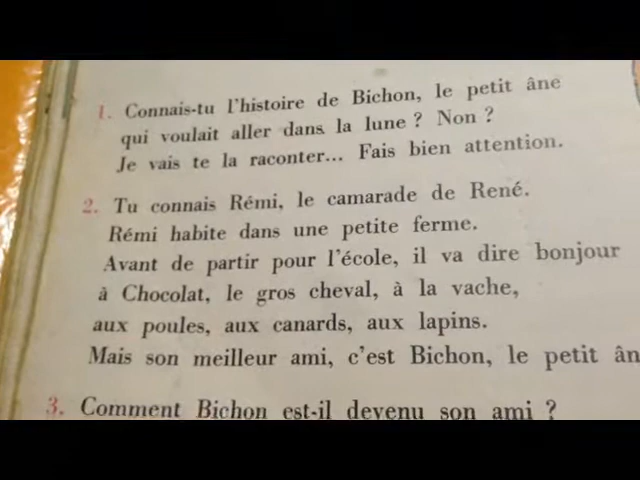 1. Connais-tu l'histoire de Bichon, le petit âne
qui voulait aller dans la lune ? Non ?
Je vais te la raconter... Fais bien attention.
2. Tu connais Rémi, le camarade de René.
Rémi habite dans une petite ferme.
Avant de partir pour l'école, il va dire bonjour
à Chocolat, le gros cheval, à la vache,
aux poules, aux canards, aux lapins.
Mais son meilleur ami, c'est Bichon, le petit ân
3. Comment Bichon est-il devenu son ami ?